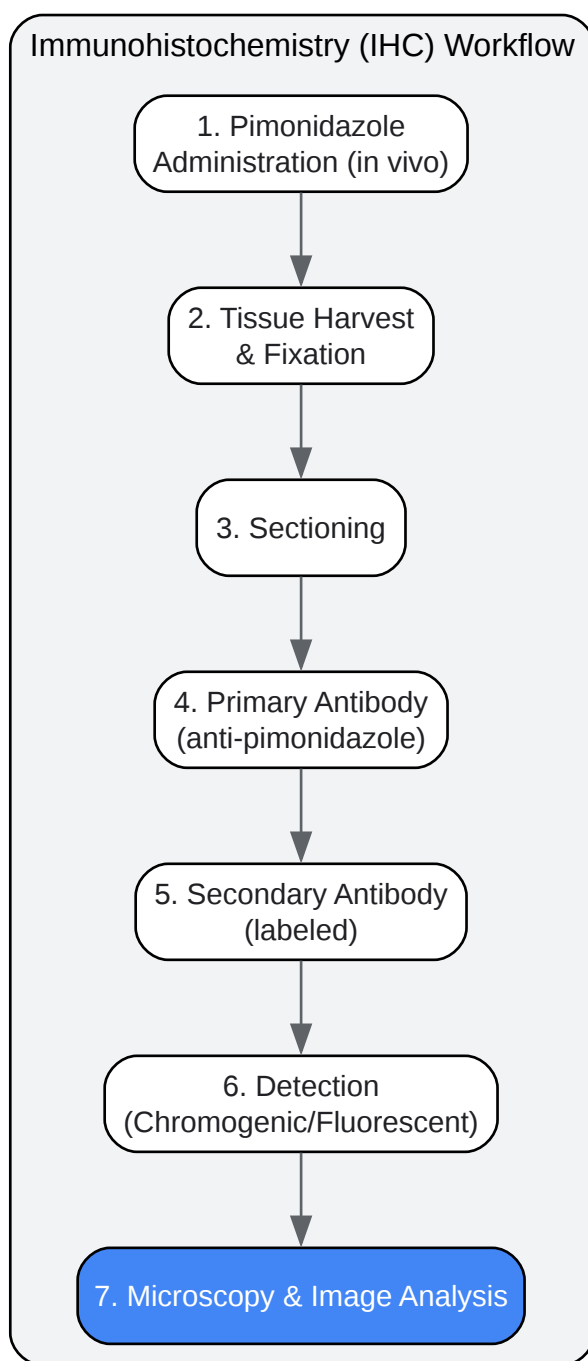 Immunohistochemistry (IHC) Workflow
1. Pimonidazole
Administration (in vivo)
2. Tissue Harvest
& Fixation
3. Sectioning
4. Primary Antibody
(anti-pimonidazole)
5. Secondary Antibody
(labeled)
6. Detection
(Chromogenic/Fluorescent)
7. Microscopy & Image Analysis